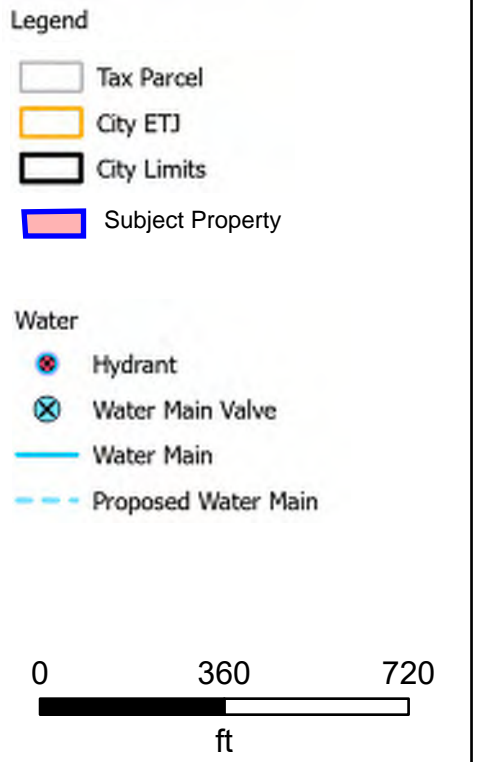 Legend
Tax Parcel
City ETJ
City Limits
Subject Property
Water
Hydrant
Water Main Valve
Water Main
Proposed Water Main
0 360 720
ft